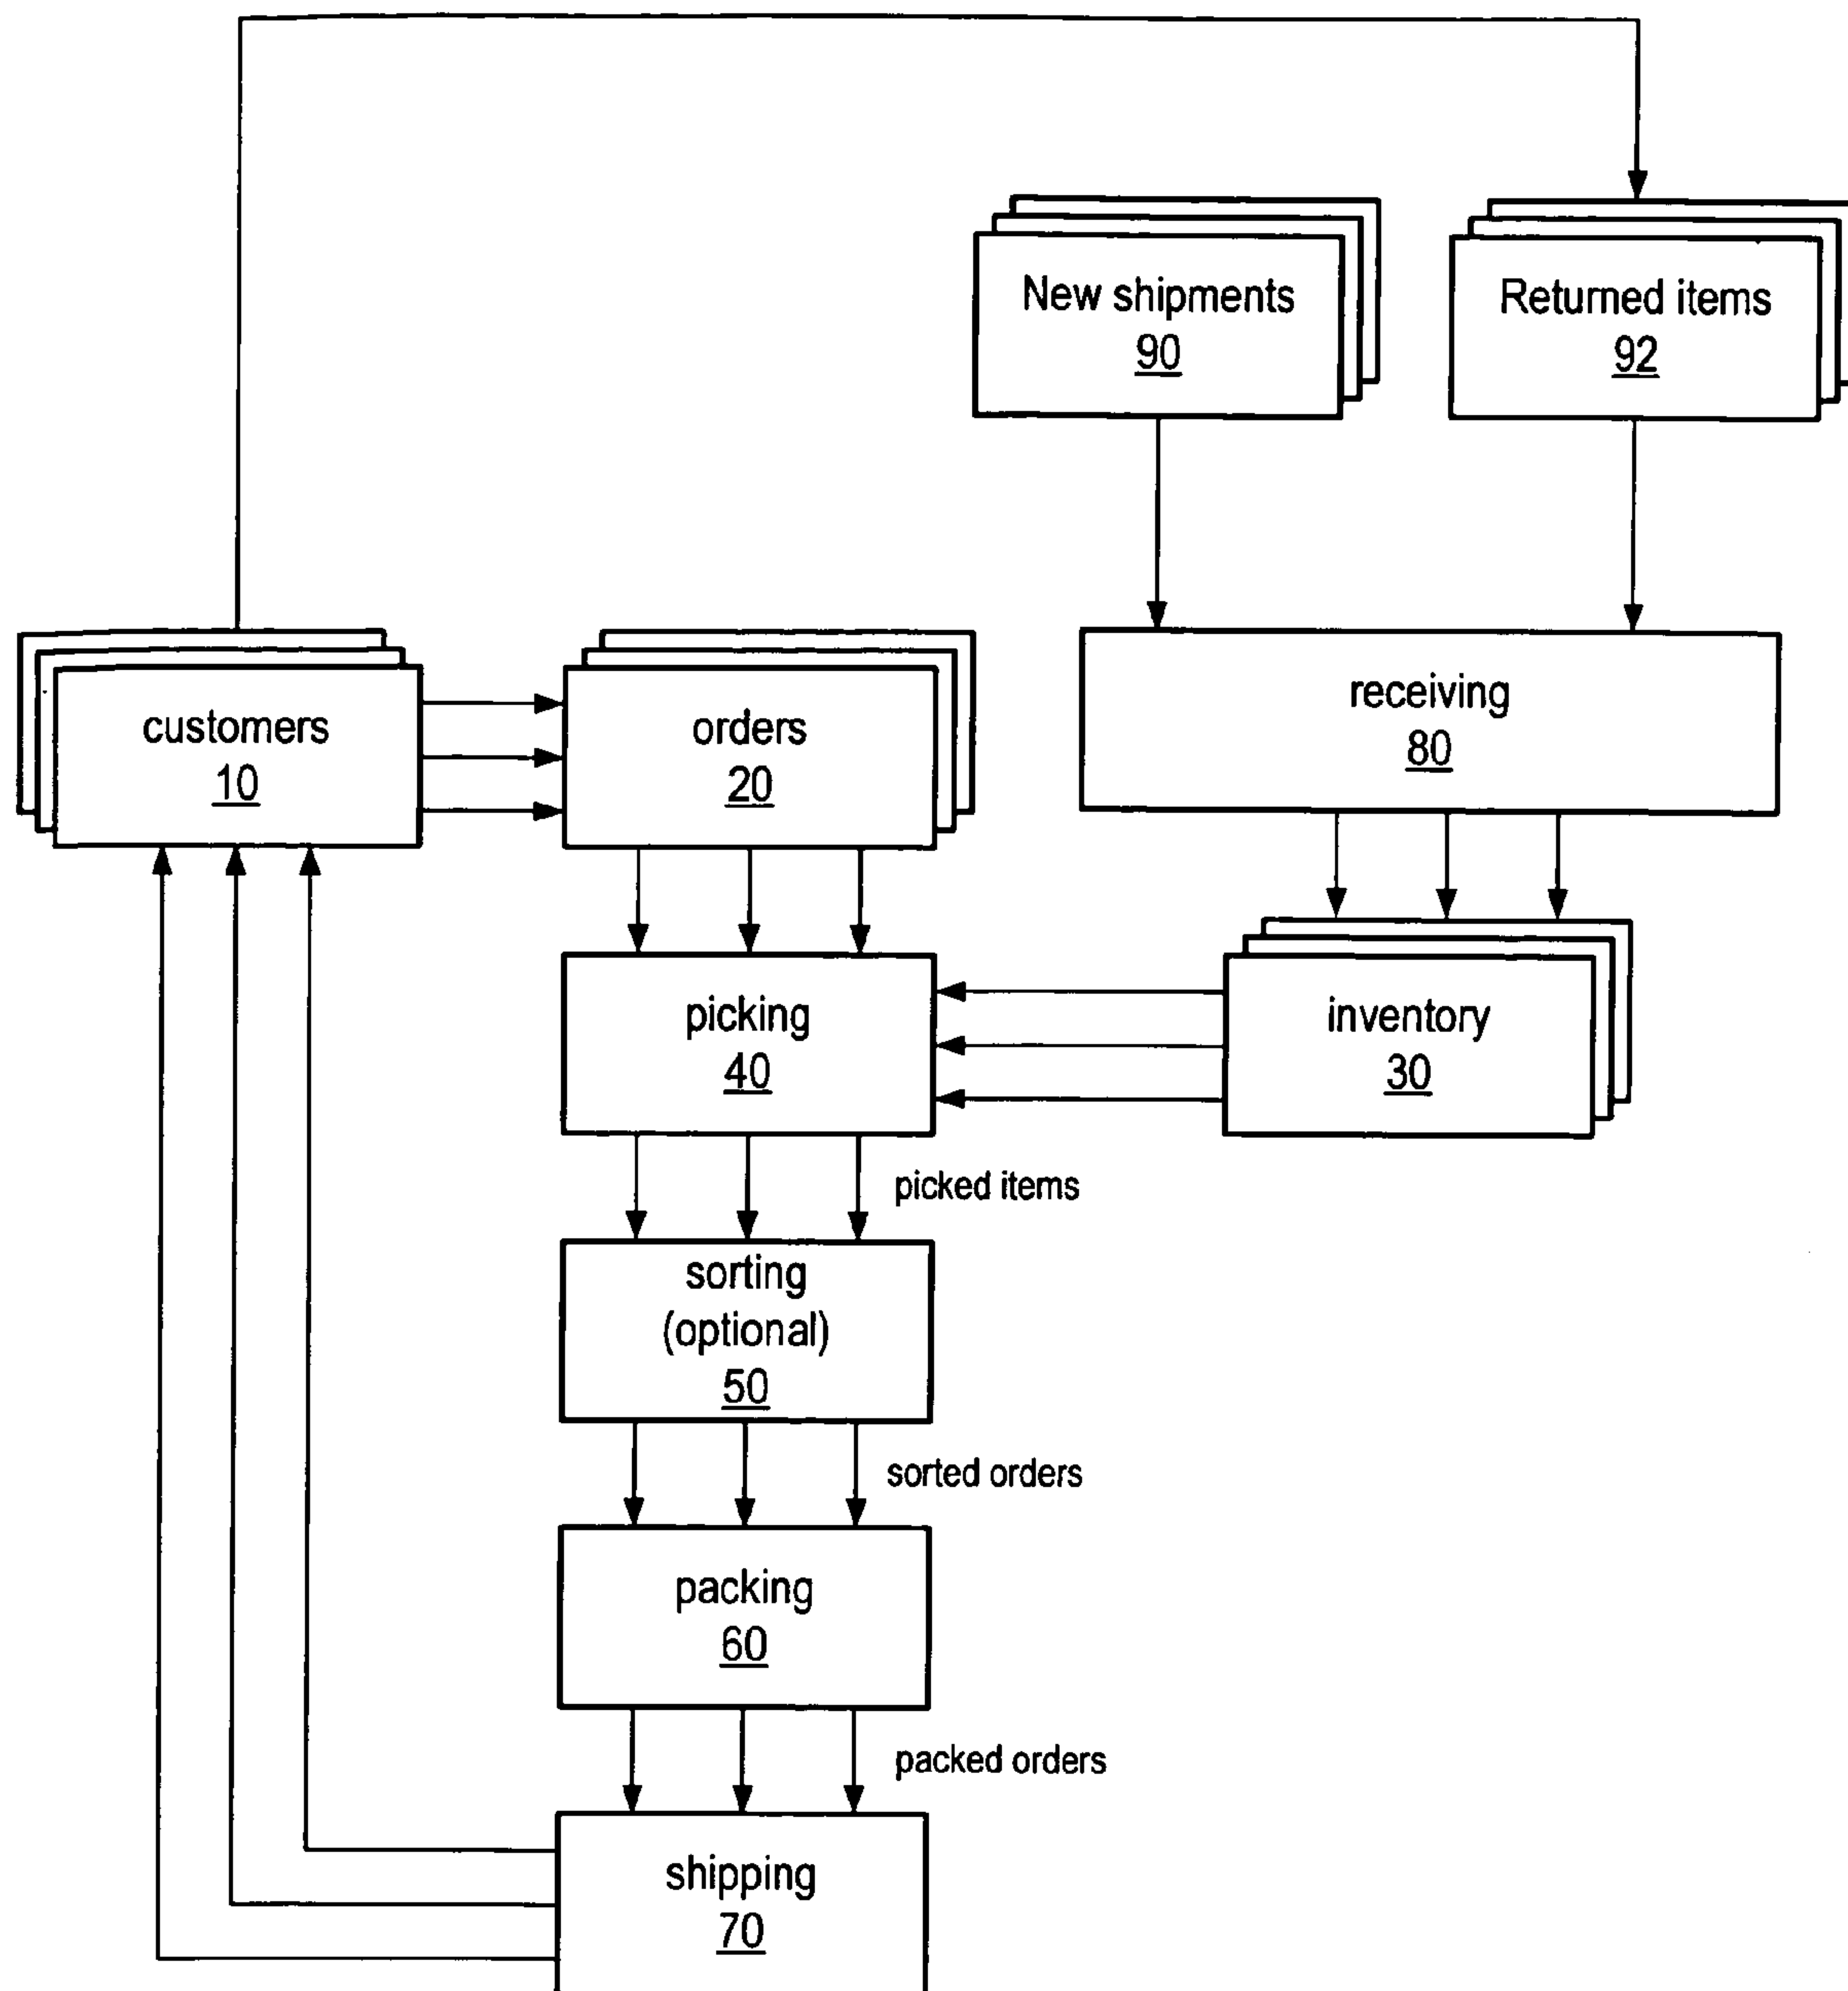 New shipments
90
Returned items
92
customers
10
orders
20
receiving
80
picking
40
inventory
30
picked items
sorting
(optional)
50
sorted orders
packing
60
packed orders
shipping
70